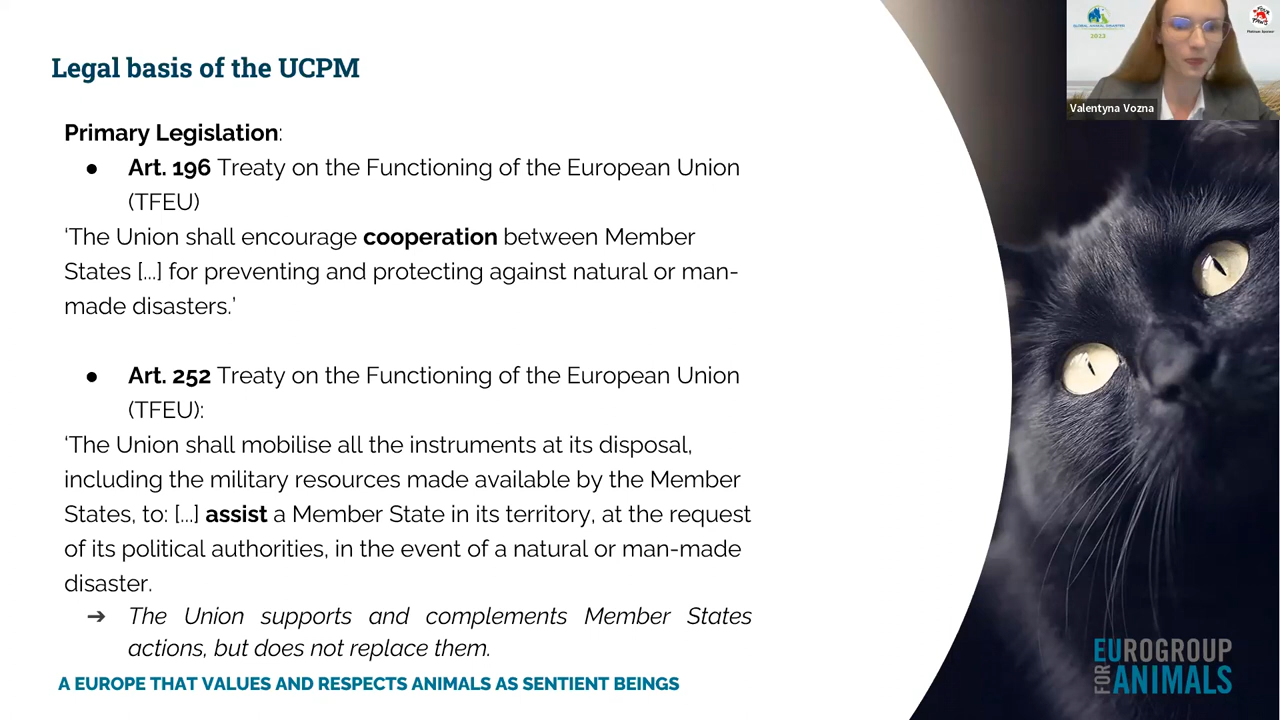 Legal basis of the UCPM
Primary Legislation:
● Art. 196 Treaty on the Functioning of the European Union
(TFEU)
‘The Union shall encourage cooperation between Member
States [...] for preventing and protecting against natural or man-
made disasters.’
● Art. 252 Treaty on the Functioning of the European Union
(TFEU):
‘The Union shall mobilise all the instruments at its disposal,
including the military resources made available by the Member
States, to: [...] assist a Member State in its territory, at the request
of its political authorities, in the event of a natural or man-made
disaster.
➔ The Union supports and complements Member States
actions, but does not replace them.
A EUROPE THAT VALUES AND RESPECTS ANIMALS AS SENTIENT BEINGS
GLOBAL ANIMAL DISASTER
2023
Valentyna Vozna
EUROGROUP
FOR ANIMALS